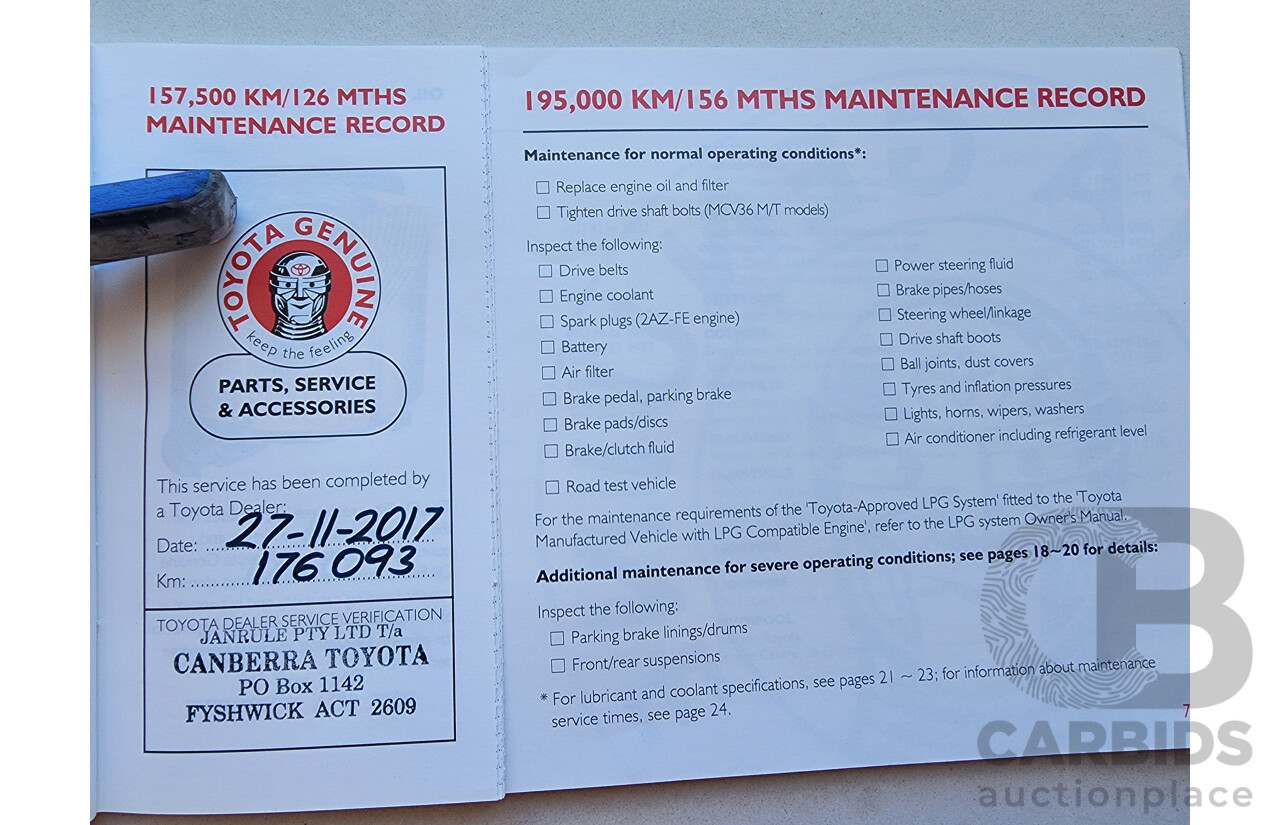 157,500 KM/126 MTHS
MAINTENANCE RECORD
TOYOTA GENUINE
keep the feeling
PARTS, SERVICE
& ACCESSORIES
This service has been completed by
a Toyota Dealer:
Date: 27-11-2017
Km: 176 093
TOYOTA DEALER SERVICE VERIFICATION
JANRULE PTY LTD T/a
CANBERRA TOYOTA
PO Box 1142
FYSHWICK ACT 2609
195,000 KM/156 MTHS MAINTENANCE RECORD
Maintenance for normal operating conditions*:
Replace engine oil and filter
Tighten drive shaft bolts (MCV36 M/T models)
Inspect the following:
Drive belts
Engine coolant
Spark plugs (2AZ-FE engine)
Battery
Air filter
Brake pedal, parking brake
Brake pads/discs
Brake/clutch fluid
Road test vehicle
Power steering fluid
Brake pipes/hoses
Steering wheel/linkage
Drive shaft boots
Ball joints, dust covers
Tyres and inflation pressures
Lights, horns, wipers, washers
Air conditioner including refrigerant level
For the maintenance requirements of the 'Toyota-Approved LPG System' fitted to the 'Toyota
Manufactured Vehicle with LPG Compatible Engine', refer to the LPG system Owner's Manual.
Additional maintenance for severe operating conditions; see pages 18~20 for details:
Inspect the following:
Parking brake linings/drums
Front/rear suspensions
* For lubricant and coolant specifications, see pages 21 ~ 23; for information about maintenance
service times, see page 24.
7
CB
CARBIDS
auctionplace